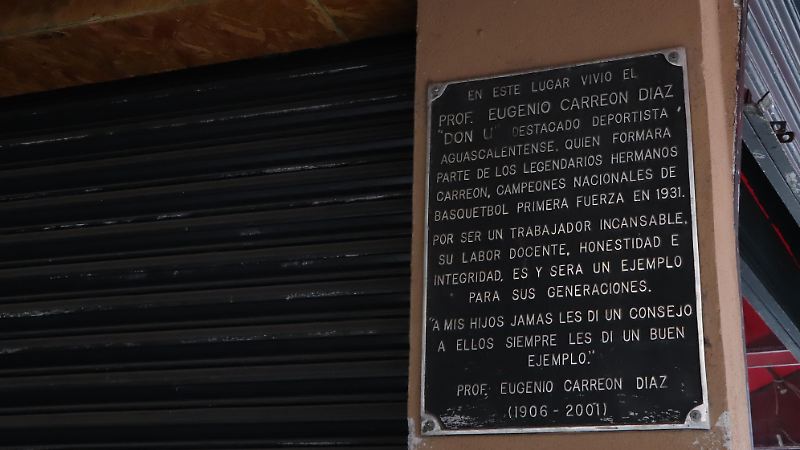 EN ESTE LUGAR VIVIO EL
PROF. EUGENIO CARREON DIAZ
"DON U" DESTACADO DEPORTISTA
AGUASCALENTENSE, QUIEN FORMARA
PARTE DE LOS LEGENDARIOS HERMANOS
CARREON, CAMPEONES NACIONALES DE
BASQUETBOL PRIMERA FUERZA EN 1931.
POR SER UN TRABAJADOR INCANSABLE,
SU LABOR DOCENTE, HONESTIDAD E
INTEGRIDAD, ES Y SERA UN EJEMPLO
PARA SUS GENERACIONES.
"A MIS HIJOS JAMAS LES DI UN CONSEJO
A ELLOS SIEMPRE LES DI UN BUEN
EJEMPLO."
PROF. EUGENIO CARREON DIAZ
(1906 - 2001)